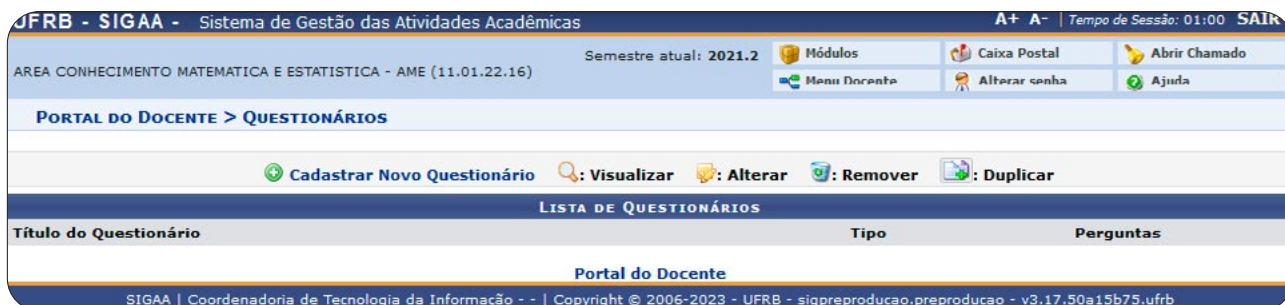 UFRB - SIGAA - Sistema de Gestão das Atividades Acadêmicas A+ A- | Tempo de Sessão: 01:00 SAIR
AREA CONHECIMENTO MATEMATICA E ESTATISTICA - AME (11.01.22.16) Semestre atual: 2021.2 Módulos Caixa Postal Abrir Chamado
Menu Docente Alterar senha Ajuda
PORTAL DO DOCENTE > QUESTIONÁRIOS
Cadastrar Novo Questionário : Visualizar : Alterar : Remover : Duplicar
LISTA DE QUESTIONÁRIOS
Título do Questionário Tipo Perguntas
Portal do Docente
SIGAA | Coordenadoria de Tecnologia da Informação - - | Copyright © 2006-2023 - UFRB - sigpreproducao.preproducao - v3.17.50a15b75.ufrb